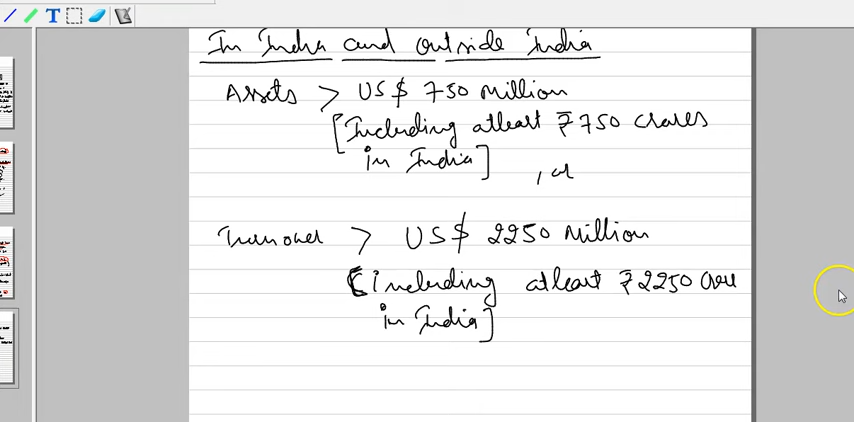 In India and outside India
Assets > US$ 750 Million
[Including atleast ₹750 crores
in India]
, or
Turnover > US$ 2250 Million
[including atleast ₹2250 crore
in India]